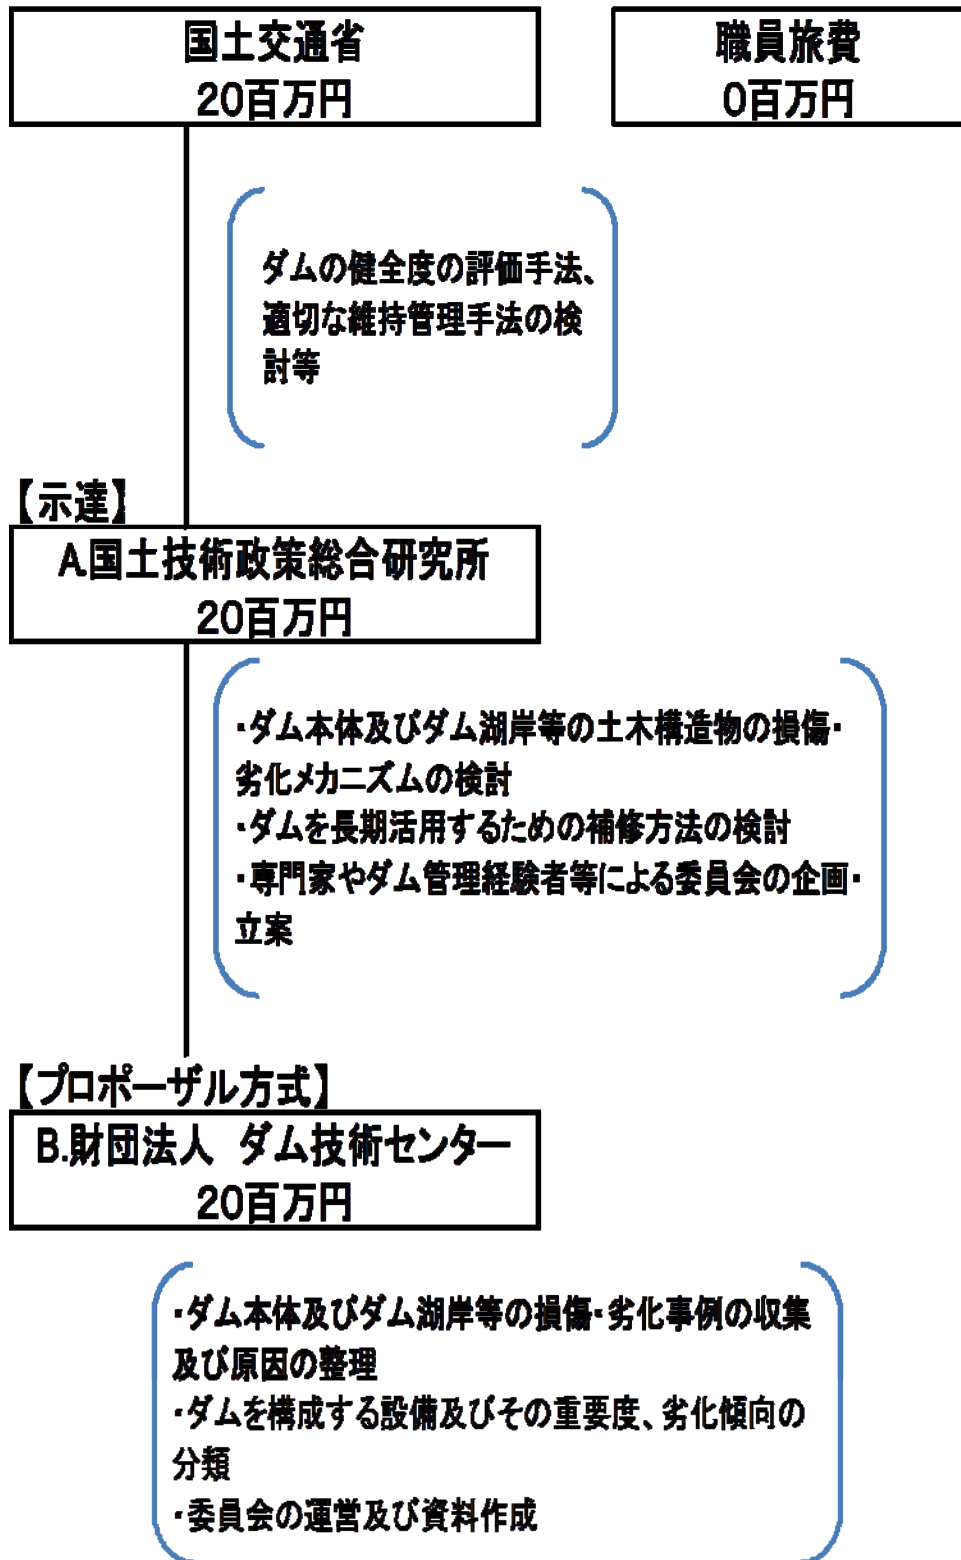 国土交通省
20百万円
職員旅費
0百万円
ダムの健全度の評価手法、
適切な維持管理手法の検
討等
【示達】
A.国土技術政策総合研究所
20百万円
・ダム本体及びダム湖岸等の土木構造物の損傷・
劣化メカニズムの検討
・ダムを長期活用するための補修方法の検討
・専門家やダム管理経験者等による委員会の企画・
立案
【プロポーザル方式】
B.財団法人 ダム技術センター
20百万円
・ダム本体及びダム湖岸等の損傷・劣化事例の収集
及び原因の整理
・ダムを構成する設備及びその重要度、劣化傾向の
分類
・委員会の運営及び資料作成